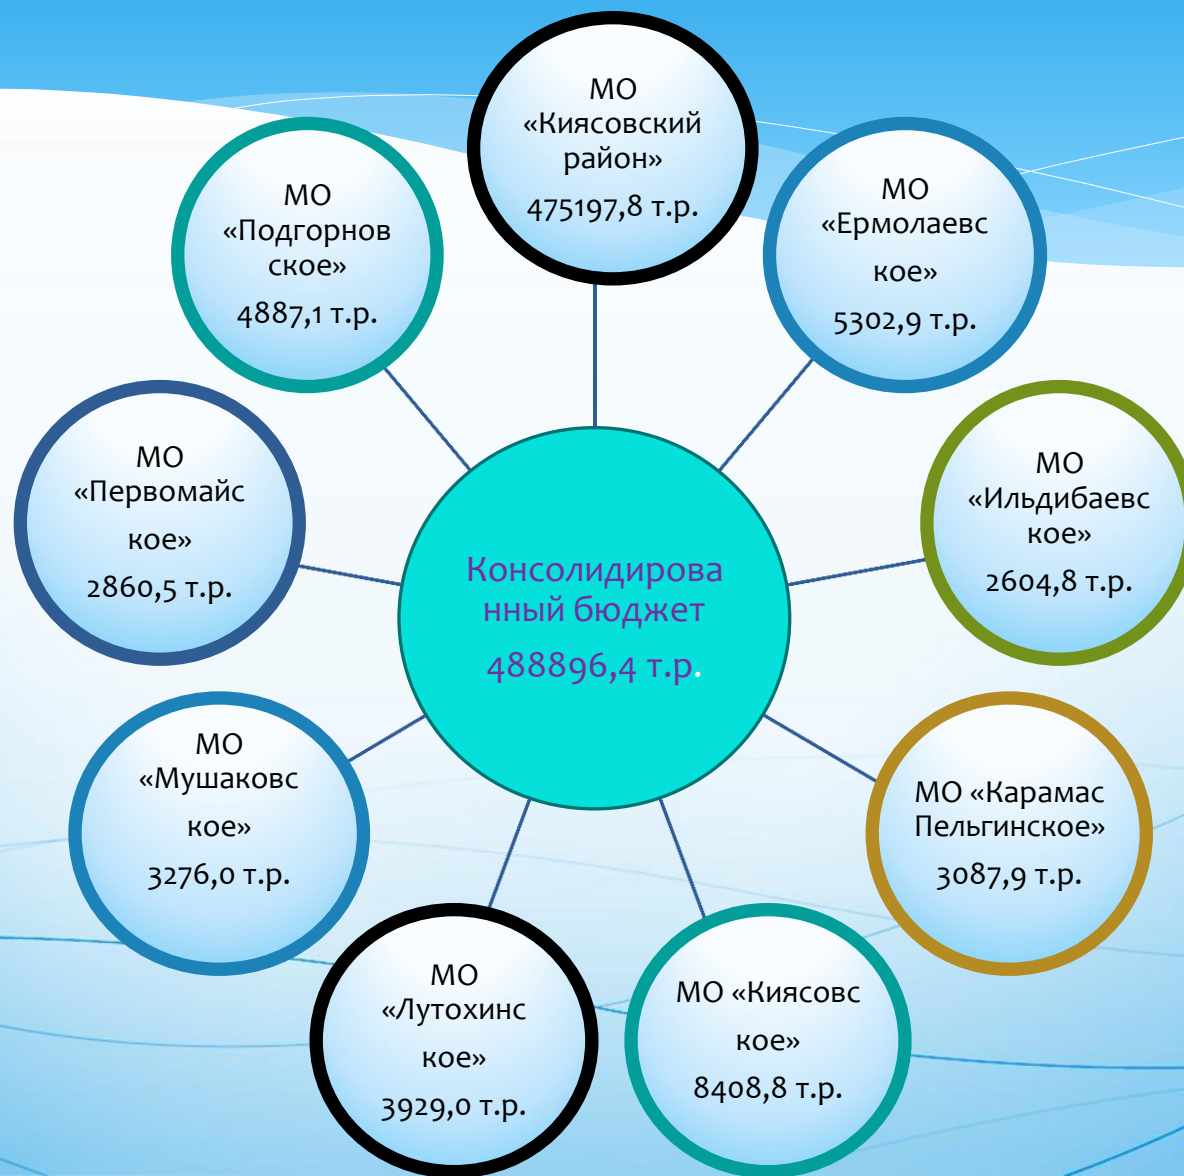 МО
«Киясовский
район»
475197,8 т.р.
МО
«Ермолаевс
кое»
5302,9 т.р.
МО
«Ильдибаевс
кое»
2604,8 т.р.
МО «Карамас
Пельгинское»
3087,9 т.р.
МО «Киясовс
кое»
8408,8 т.р.
МО
«Лутохинс
кое»
3929,0 т.р.
МО
«Мушаковс
кое»
3276,0 т.р.
МО
«Первомайс
кое»
2860,5 т.р.
МО
«Подгорнов
ское»
4887,1 т.р.
Консолидирова
нный бюджет
488896,4 т.р.